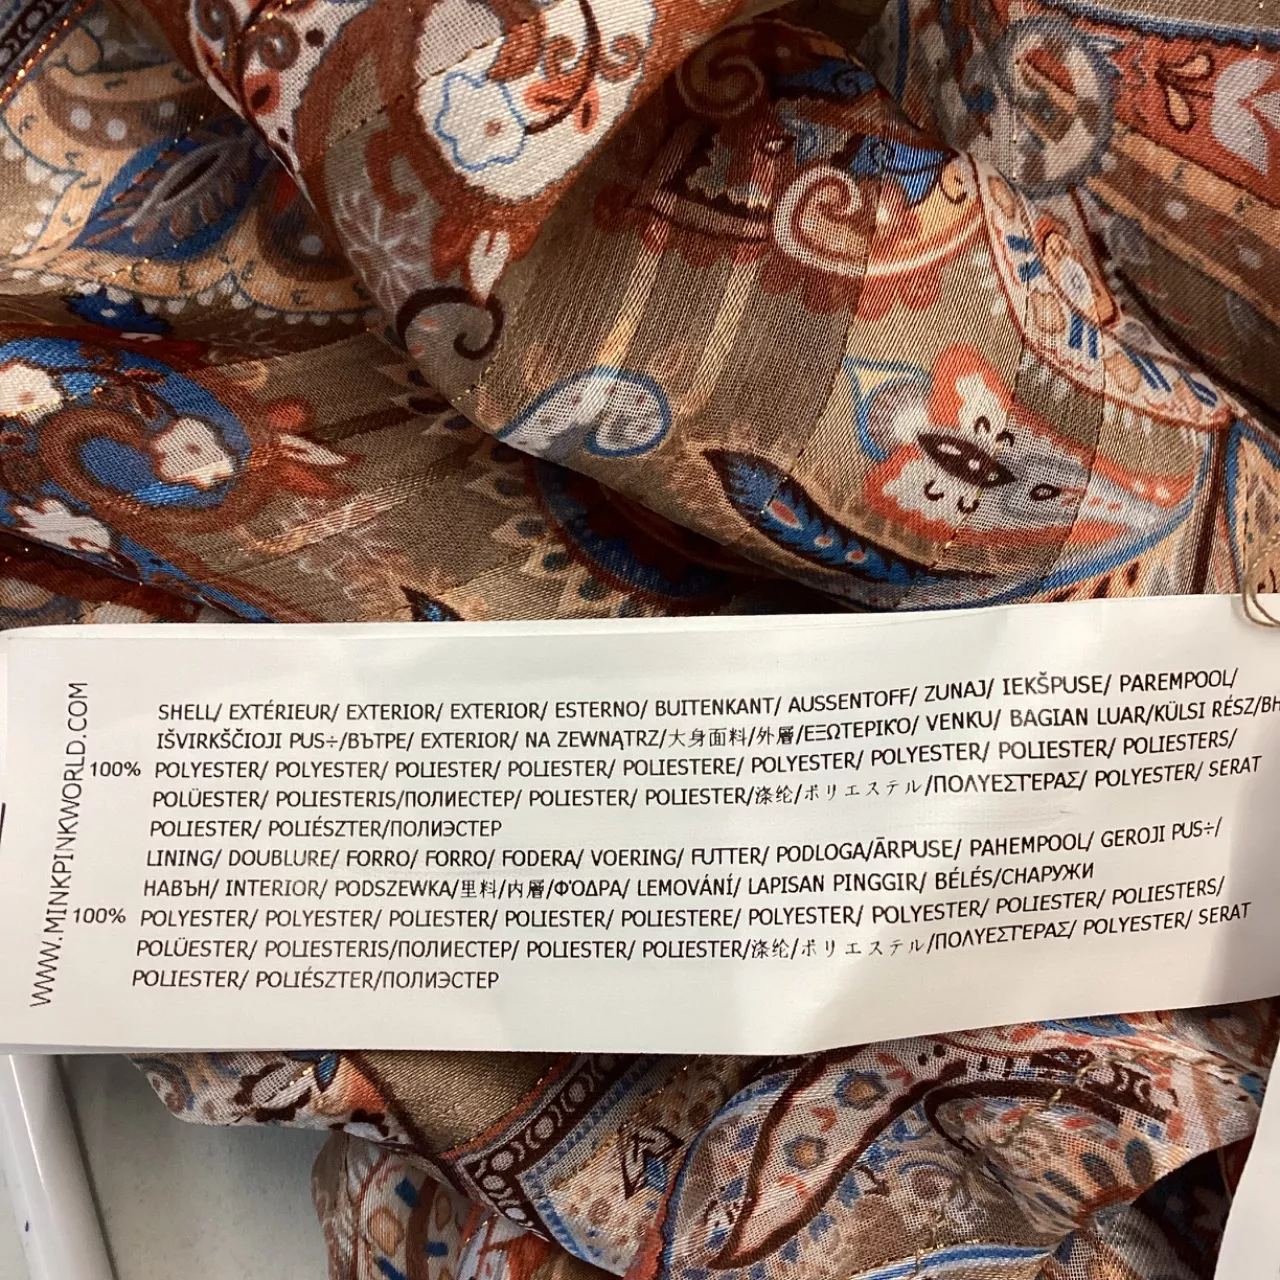 WWW.MINKPINKWORLD.COM
SHELL/ EXTÉRIEUR/ EXTERIOR/ EXTERIOR/ ESTERNO/ BUITENKANT/ AUSSENTOFF/ ZUNAJ/ IEKŠPUSE/ PAREMPOOL/
IŠVIRKŠČIOJI PUS÷/ВЪТРЕ/ EXTERIOR/ NA ZEWNĄTRZ/大身面料/外層/ΕΞΩΤΕΡΙΚΌ/ VENKU/ BAGIAN LUAR/KÜLSI RÉSZ/
100% POLYESTER/ POLYESTER/ POLIESTER/ POLIESTER/ POLIESTERE/ POLYESTER/ POLYESTER/ POLIESTER/ POLIESTERS/
POLÜESTER/ POLIESTERIS/ПОЛИЕСТЕР/ POLIESTER/ POLIESTER/涤纶/ポリエステル/ΠΟΛΥΕΣΤΈΡΑΣ/ POLYESTER/ SERAT
POLIESTER/ POLIÉSZTER/ПОЛИЭСТЕР
LINING/ DOUBLURE/ FORRO/ FORRO/ FODERA/ VOERING/ FUTTER/ PODLOGA/ĀRPUSE/ PAHEMPOOL/ GEROJI PUS÷/
НАВЪН/ INTERIOR/ PODSZEWKA/里料/内層/ΦΌΔΡΑ/ LEMOVÁNÍ/ LAPISAN PINGGIR/ BÉLÉS/СНАРУЖИ
100% POLYESTER/ POLYESTER/ POLIESTER/ POLIESTER/ POLIESTERE/ POLYESTER/ POLYESTER/ POLIESTER/ POLIESTERS/
POLÜESTER/ POLIESTERIS/ПОЛИЕСТЕР/ POLIESTER/ POLIESTER/涤纶/ポリエステル/ΠΟΛΥΕΣΤΈΡΑΣ/ POLYESTER/ SERAT
POLIESTER/ POLIÉSZTER/ПОЛИЭСТЕР